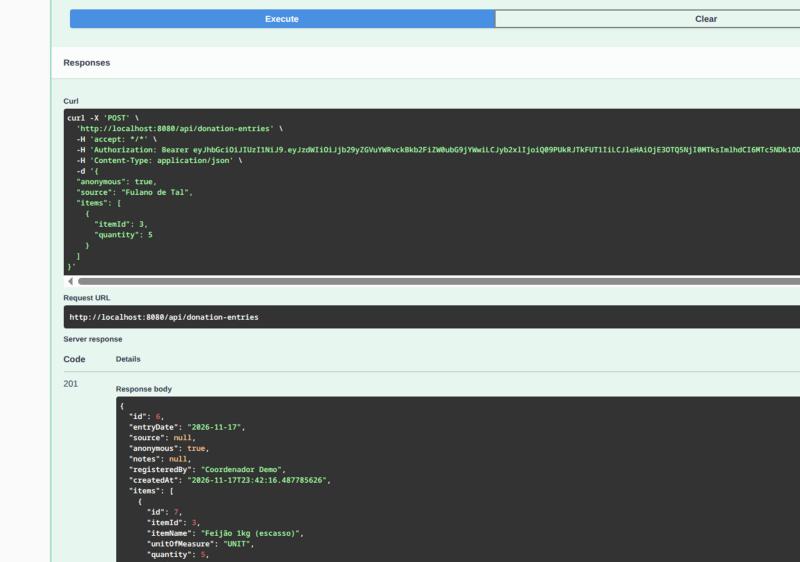 Execute
Clear
Responses
Curl
curl -X 'POST' \
'http://localhost:8080/api/donation-entries' \
-H 'accept: */*' \
-H 'Authorization: Bearer eyJhbGciOiJIUzI1NiJ9.eyJzdWIiOiJjb29yZGVuYWRvckBkb2FiZW0ubG9jYWwiLCJyb2xlIjoiQ09PUkRJTkFUT1IiLCJleHAiOjE3OTQ5NjI0MTksImlhdCI6MTc5NDk1OD
-H 'Content-Type: application/json' \
-d '{
"anonymous": true,
"source": "Fulano de Tal",
"items": [
{
"itemId": 3,
"quantity": 5
}
]
}'
Request URL
http://localhost:8080/api/donation-entries
Server response
Code
Details
201
Response body
{
"id": 6,
"entryDate": "2026-11-17",
"source": null,
"anonymous": true,
"notes": null,
"registeredBy": "Coordenador Demo",
"createdAt": "2026-11-17T23:42:16.487785626",
"items": [
{
"id": 7,
"itemId": 3,
"itemName": "Feijão 1kg (escasso)",
"unitOfMeasure": "UNIT",
"quantity": 5,